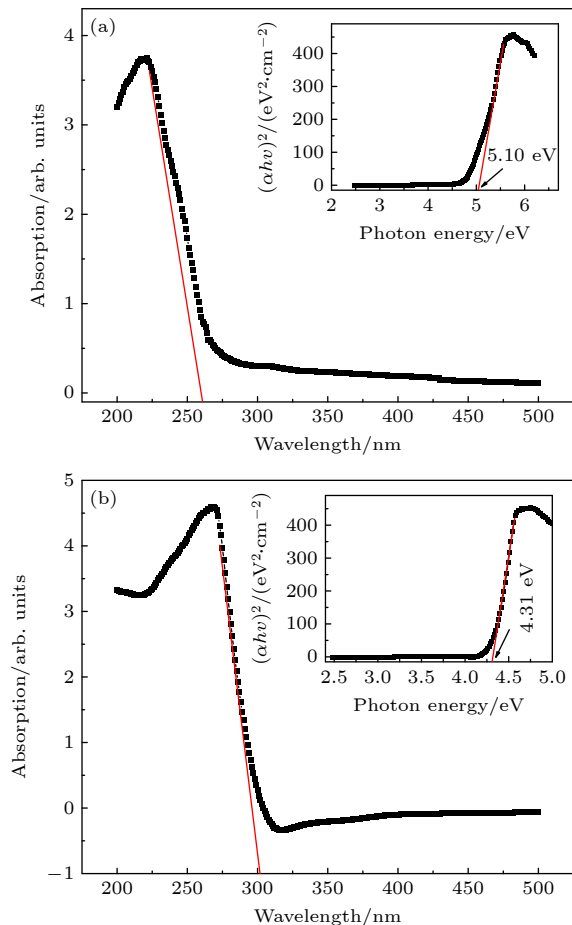 (a)
Absorption/arb. units
4
3
2
1
0
200 250 300 350 400 450 500
Wavelength/nm
(αhν)²/(eV²·cm⁻²)
400
300
200
100
0
5.10 eV
2 3 4 5 6
Photon energy/eV
(b)
Absorption/arb. units
5
4
3
2
1
0
−1
200 250 300 350 400 450 500
Wavelength/nm
(αhν)²/(eV²·cm⁻²)
400
300
200
100
0
4.31 eV
2.5 3.0 3.5 4.0 4.5 5.0
Photon energy/eV